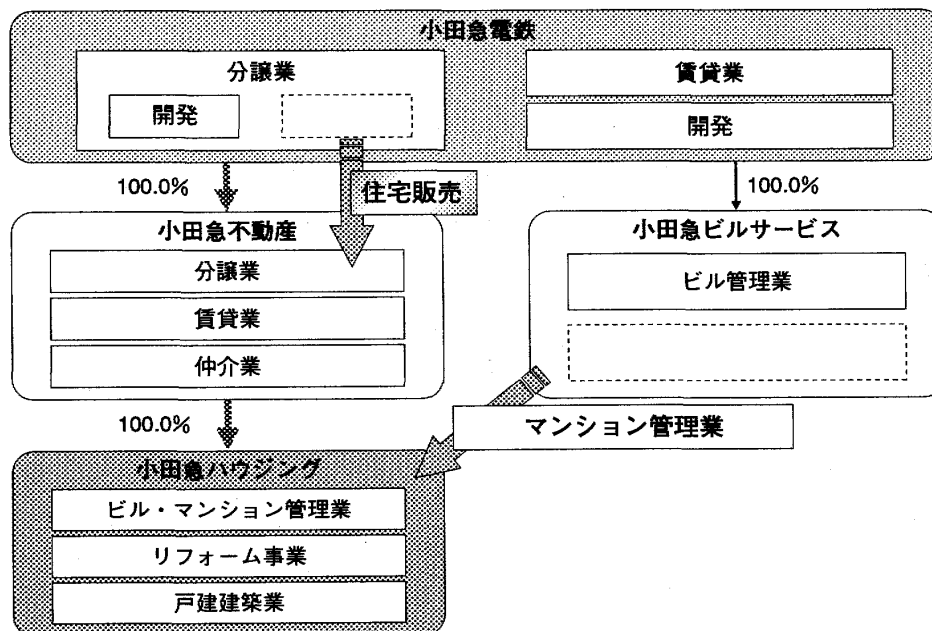 小田急電鉄
分譲業
開発
賃貸業
開発
100.0%
住宅販売
100.0%
小田急不動産
分譲業
賃貸業
仲介業
小田急ビルサービス
ビル管理業
100.0%
マンション管理業
小田急ハウジング
ビル・マンション管理業
リフォーム事業
戸建建築業